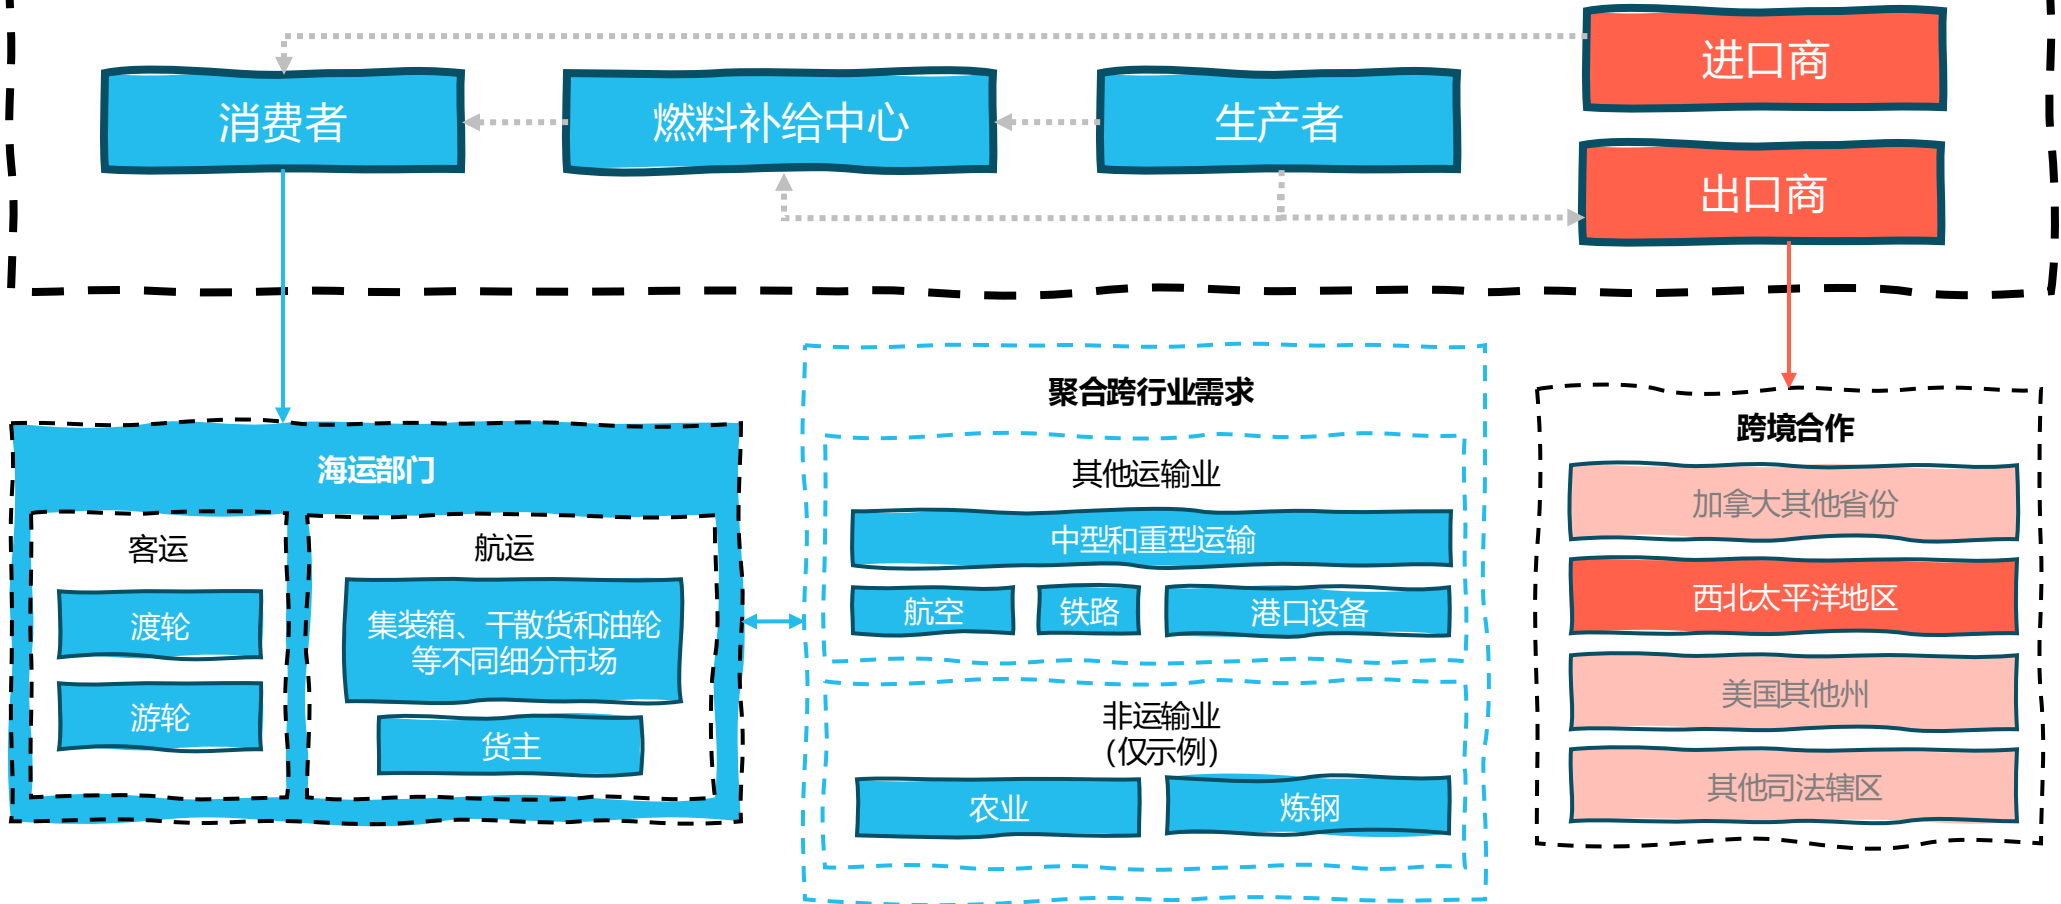 进口商
消费者
燃料补给中心
生产者
出口商
海运部门
客运
渡轮
游轮
航运
集装箱、干散货和油轮
等不同细分市场
货主
聚合跨行业需求
其他运输业
中型和重型运输
航空
铁路
港口设备
非运输业
(仅示例)
农业
炼钢
跨境合作
加拿大其他省份
西北太平洋地区
美国其他州
其他司法辖区